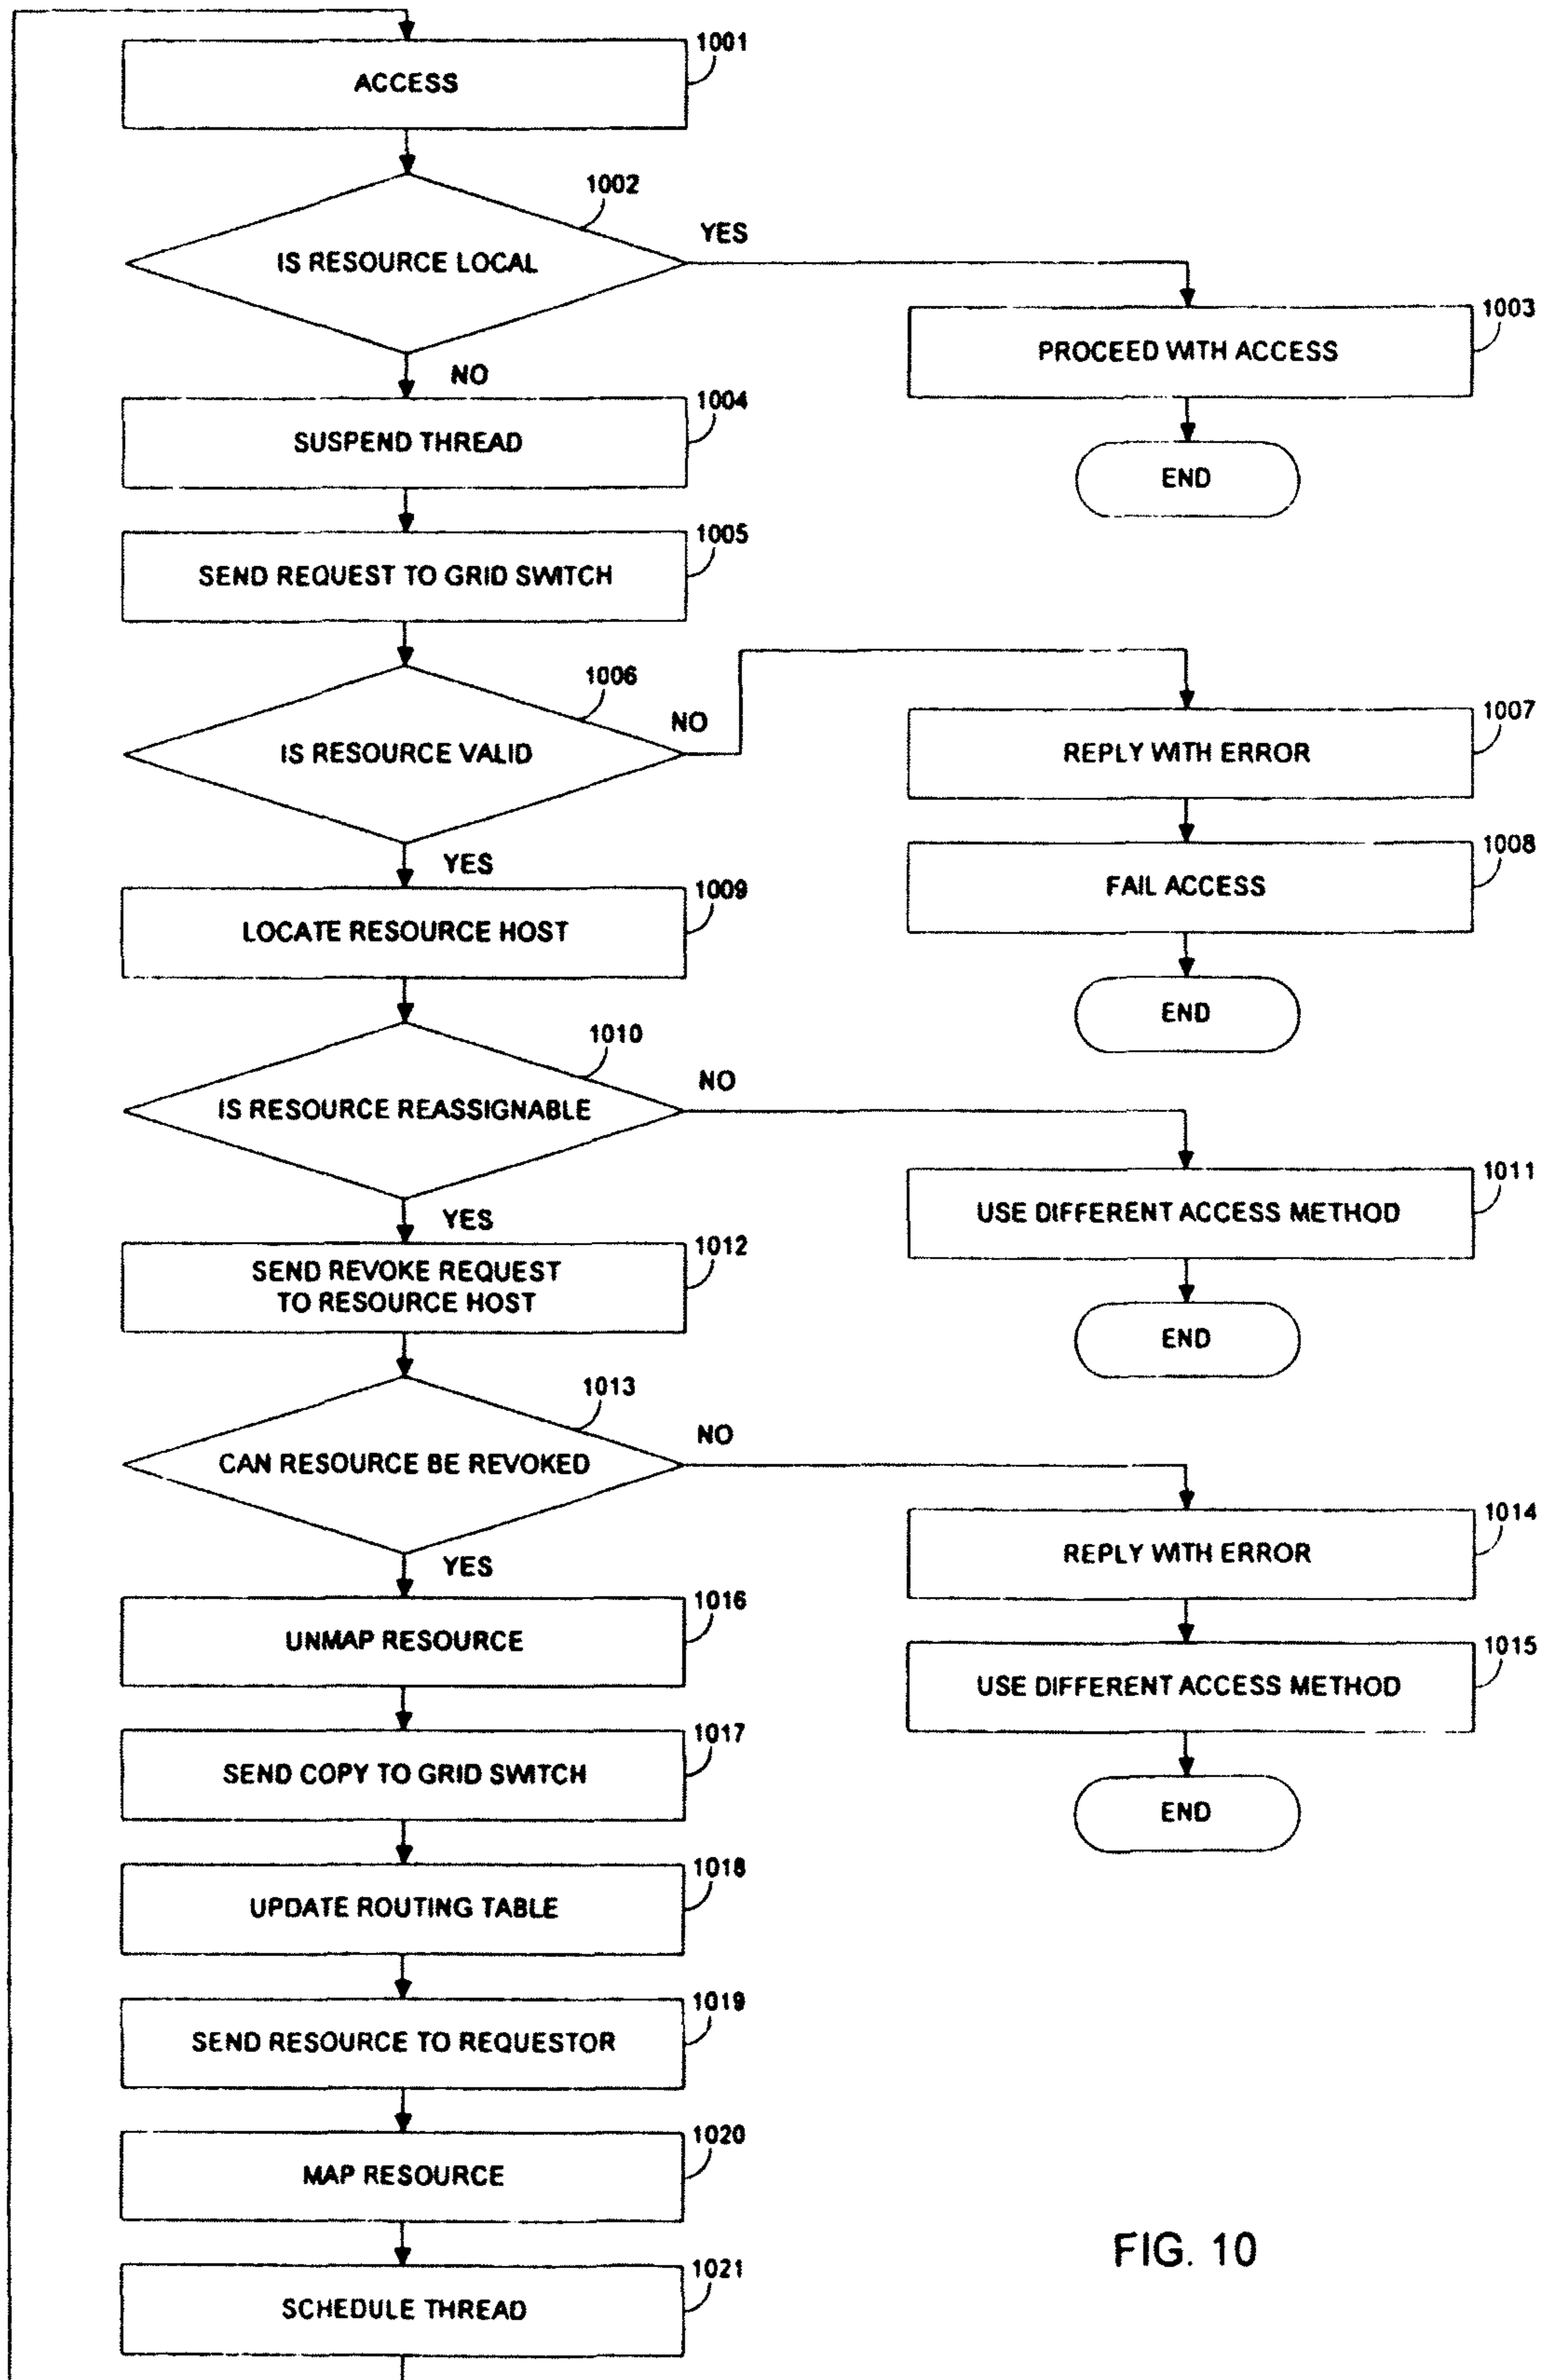 1001
ACCESS
1002
IS RESOURCE LOCAL
YES
1003
PROCEED WITH ACCESS
END
NO
1004
SUSPEND THREAD
1005
SEND REQUEST TO GRID SWITCH
1006
IS RESOURCE VALID
NO
1007
REPLY WITH ERROR
1008
FAIL ACCESS
END
YES
1009
LOCATE RESOURCE HOST
1010
IS RESOURCE REASSIGNABLE
NO
1011
USE DIFFERENT ACCESS METHOD
END
YES
1012
SEND REVOKE REQUEST
TO RESOURCE HOST
1013
CAN RESOURCE BE REVOKED
NO
1014
REPLY WITH ERROR
1015
USE DIFFERENT ACCESS METHOD
END
YES
1016
UNMAP RESOURCE
1017
SEND COPY TO GRID SWITCH
1018
UPDATE ROUTING TABLE
1019
SEND RESOURCE TO REQUESTOR
1020
MAP RESOURCE
1021
SCHEDULE THREAD
FIG. 10